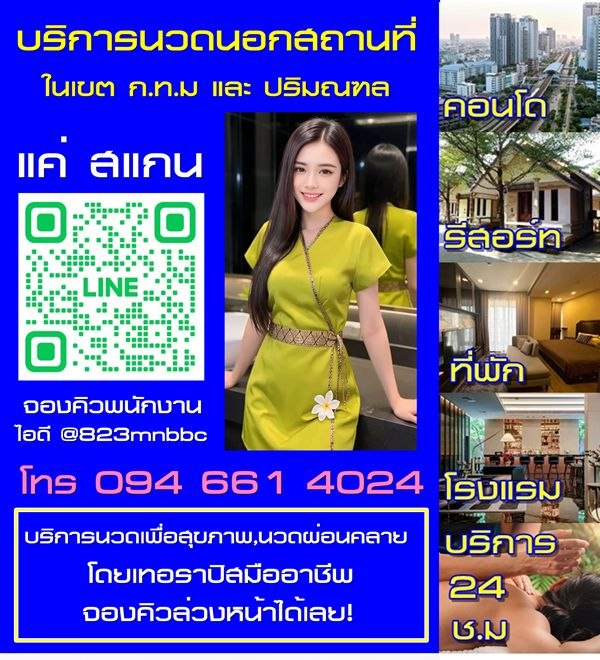 บริการนวดนอกสถานที่
ในเขต ก.ท.ม และ ปริมณฑล
แค่ สแกน
LINE
จองคิวพนักงาน
ไอดี @823mnbbc
โทร 094 661 4024
บริการนวดเพื่อสุขภาพ,นวดผ่อนคลาย
โดยเทอราปิสมืออาชีพ
จองคิวล่วงหน้าได้เลย!
คอนโด
รีสอร์ท
ที่พัก
โรงแรม
บริการ
24
ช.ม